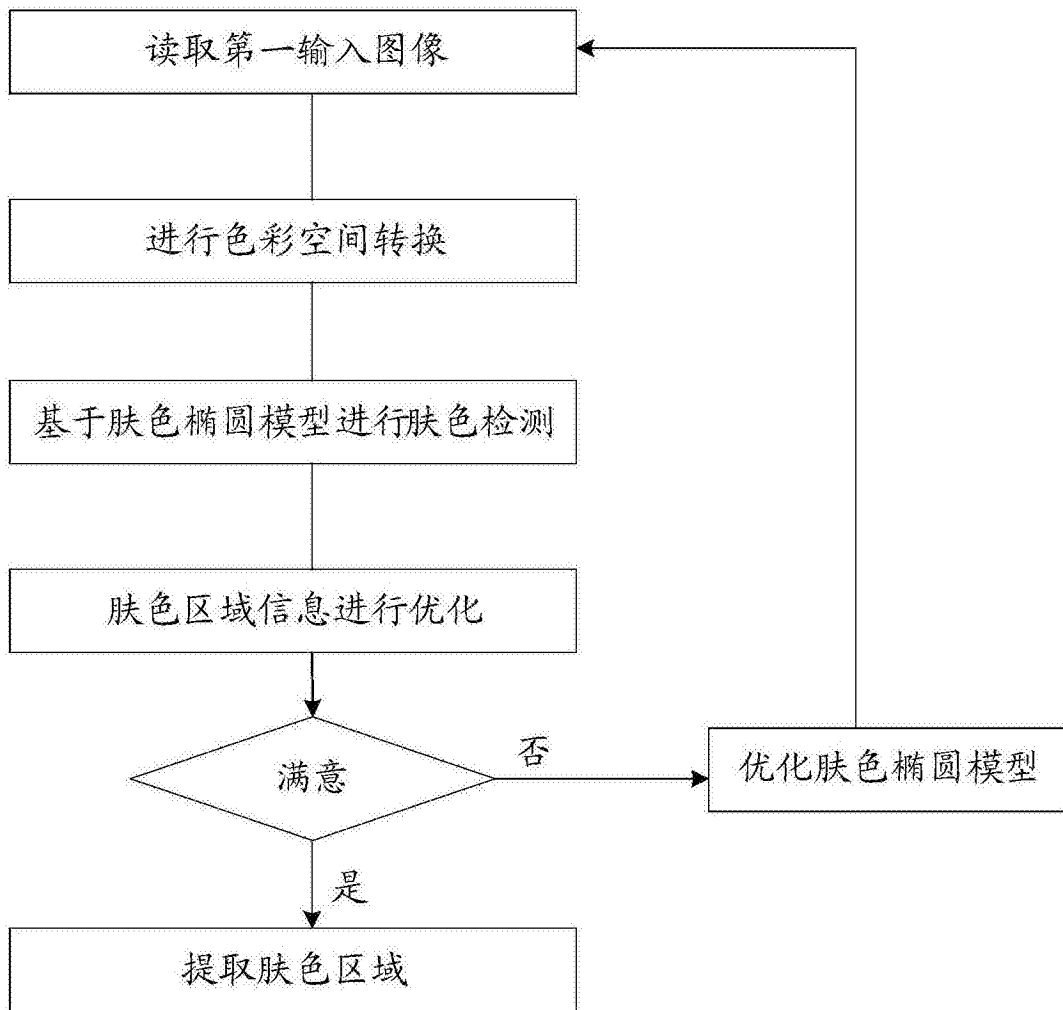 读取第一输入图像
进行色彩空间转换
基于肤色椭圆模型进行肤色检测
肤色区域信息进行优化
满意
否
优化肤色椭圆模型
是
提取肤色区域